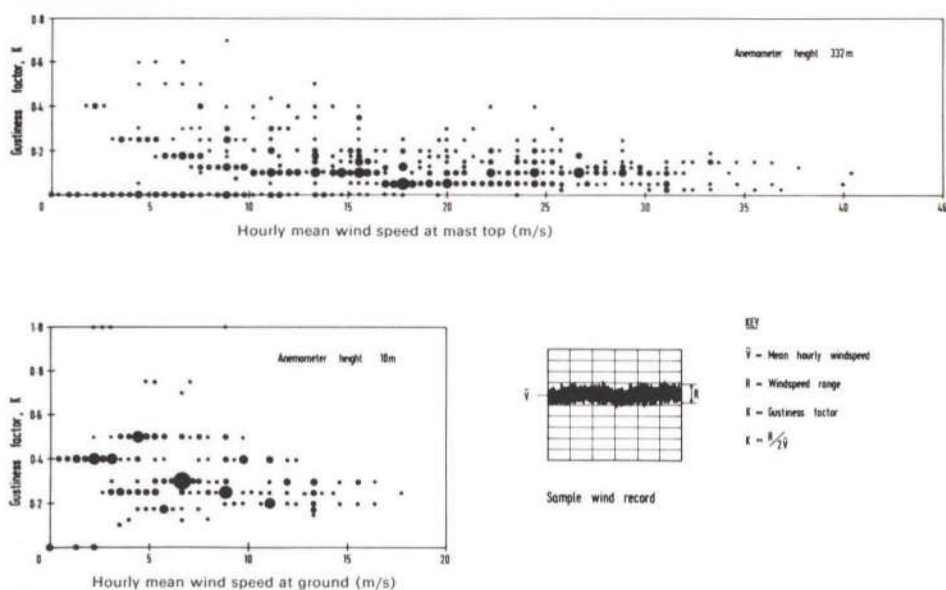 0·8
0·6
0·4
0·2
0
Gustiness factor, K
Anemometer height 332m
0 5 10 15 20 25 30 35 40
Hourly mean wind speed at mast top (m/s)
1·0
0·8
0·6
0·4
0·2
0
Gustiness factor, K
Anemometer height 10m
0 5 10 15 20
Hourly mean wind speed at ground (m/s)
V̄
R
Sample wind record
KEY
V̄ – Mean hourly windspeed
R – Windspeed range
K – Gustiness factor
K = R/2V̄